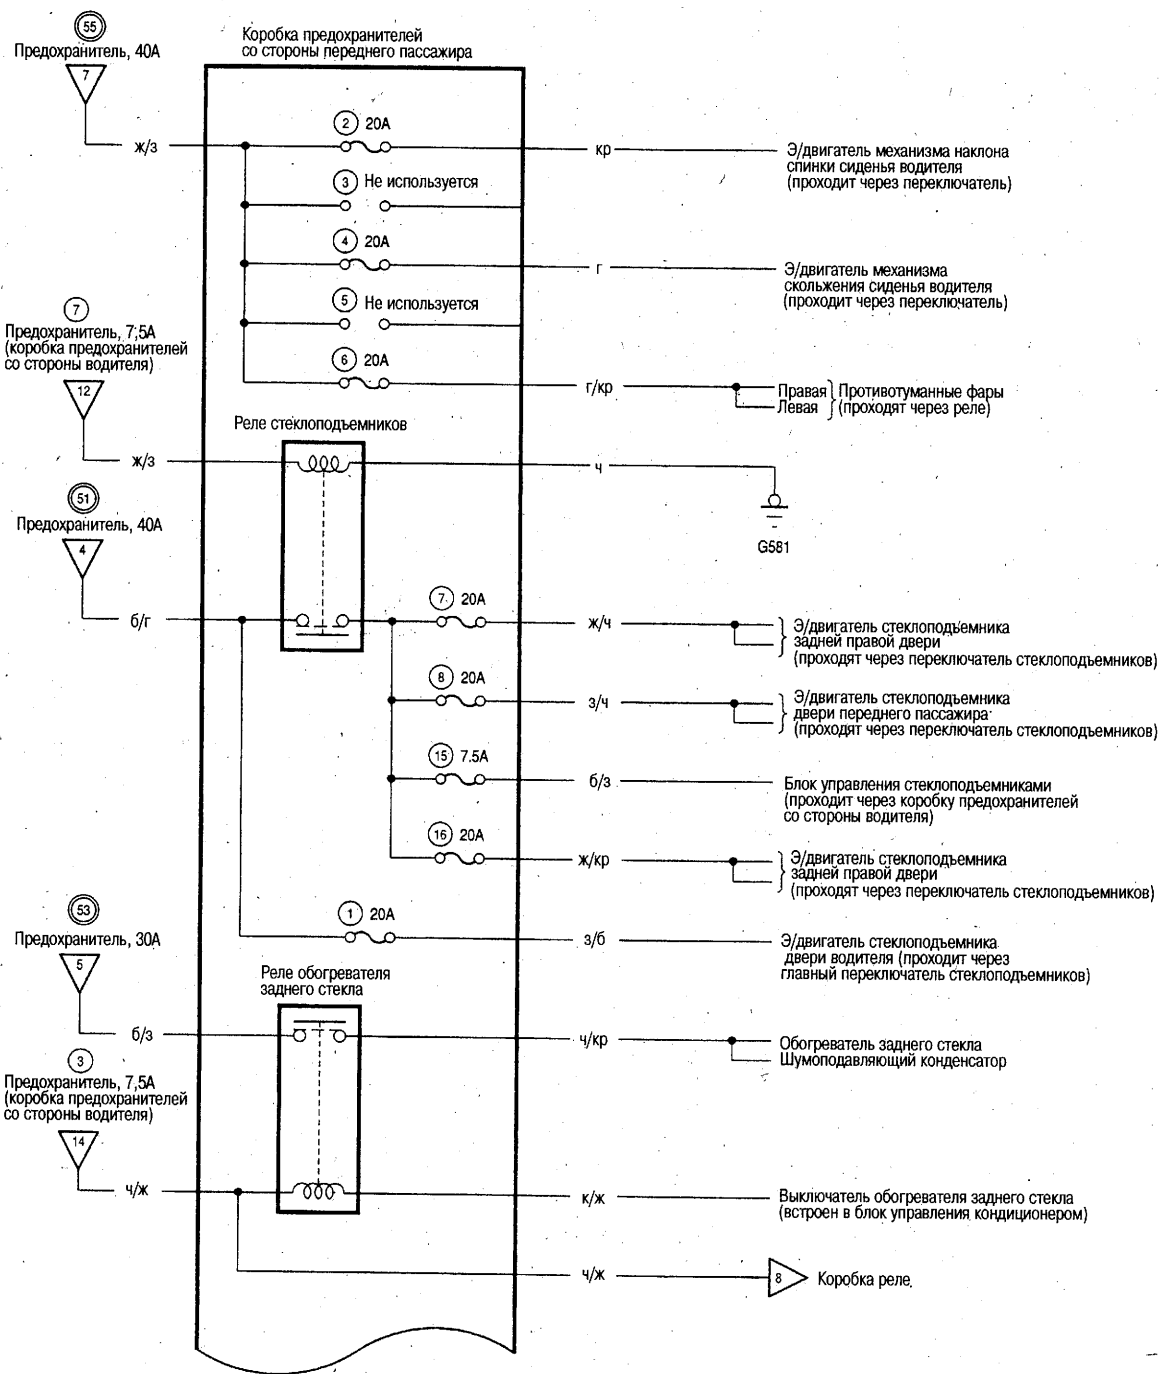 55
Предохранитель, 40А
7
ж/з
Коробка предохранителей
со стороны переднего пассажира
2 20А
кр
Э/двигатель механизма наклона
спинки сиденья водителя
(проходит через переключатель)
3 Не используется
4 20А
г
Э/двигатель механизма
скольжения сиденья водителя
(проходит через переключатель)
5 Не используется
7
Предохранитель, 7,5А
(коробка предохранителей
со стороны водителя)
12
ж/з
6 20А
г/кр
Правая
Левая
Противотуманные фары
(проходят через реле)
Реле стеклоподъемников
ч
G581
51
Предохранитель, 40А
4
б/г
7 20А
ж/ч
Э/двигатель стеклоподъемника
задней правой двери
(проходят через переключатель стеклоподъемников)
8 20А
з/ч
Э/двигатель стеклоподъемника
двери переднего пассажира
(проходят через переключатель стеклоподъемников)
15 7.5А
б/з
Блок управления стеклоподъемниками
(проходит через коробку предохранителей
со стороны водителя)
16 20А
ж/кр
Э/двигатель стеклоподъемника
задней правой двери
(проходят через переключатель стеклоподъемников)
1 20А
з/б
Э/двигатель стеклоподъемника
двери водителя (проходит через
главный переключатель стеклоподъемников)
53
Предохранитель, 30А
5
б/з
Реле обогревателя
заднего стекла
ч/кр
Обогреватель заднего стекла
Шумоподавляющий конденсатор
3
Предохранитель, 7,5А
(коробка предохранителей
со стороны водителя)
14
ч/ж
к/ж
Выключатель обогревателя заднего стекла
(встроен в блок управления кондиционером)
ч/ж
8
Коробка реле.